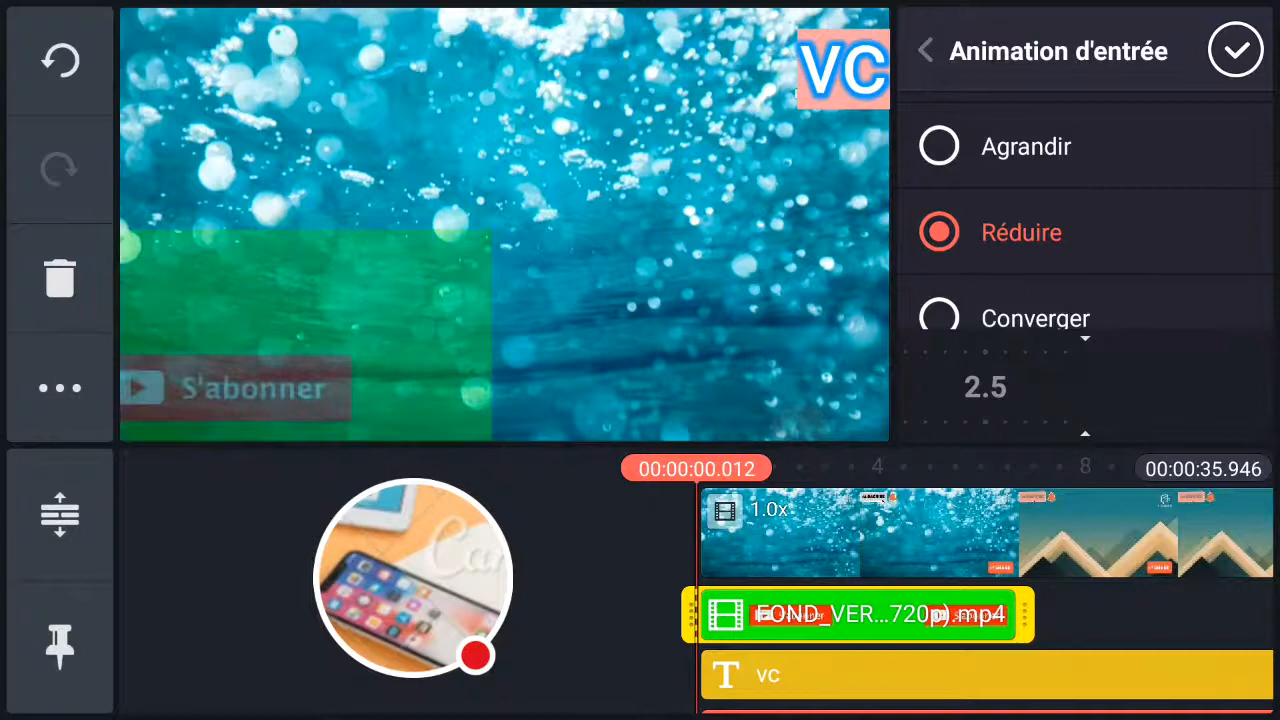 VC
Animation d'entrée
Agrandir
Réduire
Converger
2.5
S'abonner
00:00:00.012
4
8
00:00:35.946
1.0x
FOND_VER...720p).mp4
T
VC